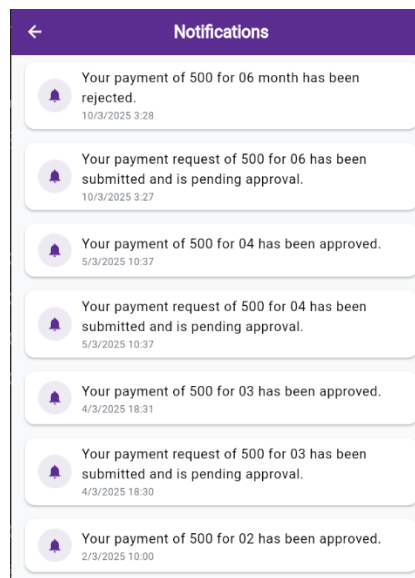 Notifications
Your payment of 500 for 06 month has been
rejected.
10/3/2025 3:28
Your payment request of 500 for 06 has been
submitted and is pending approval.
10/3/2025 3:27
Your payment of 500 for 04 has been approved.
5/3/2025 10:37
Your payment request of 500 for 04 has been
submitted and is pending approval.
5/3/2025 10:37
Your payment of 500 for 03 has been approved.
4/3/2025 18:31
Your payment request of 500 for 03 has been
submitted and is pending approval.
4/3/2025 18:30
Your payment of 500 for 02 has been approved.
2/3/2025 10:00